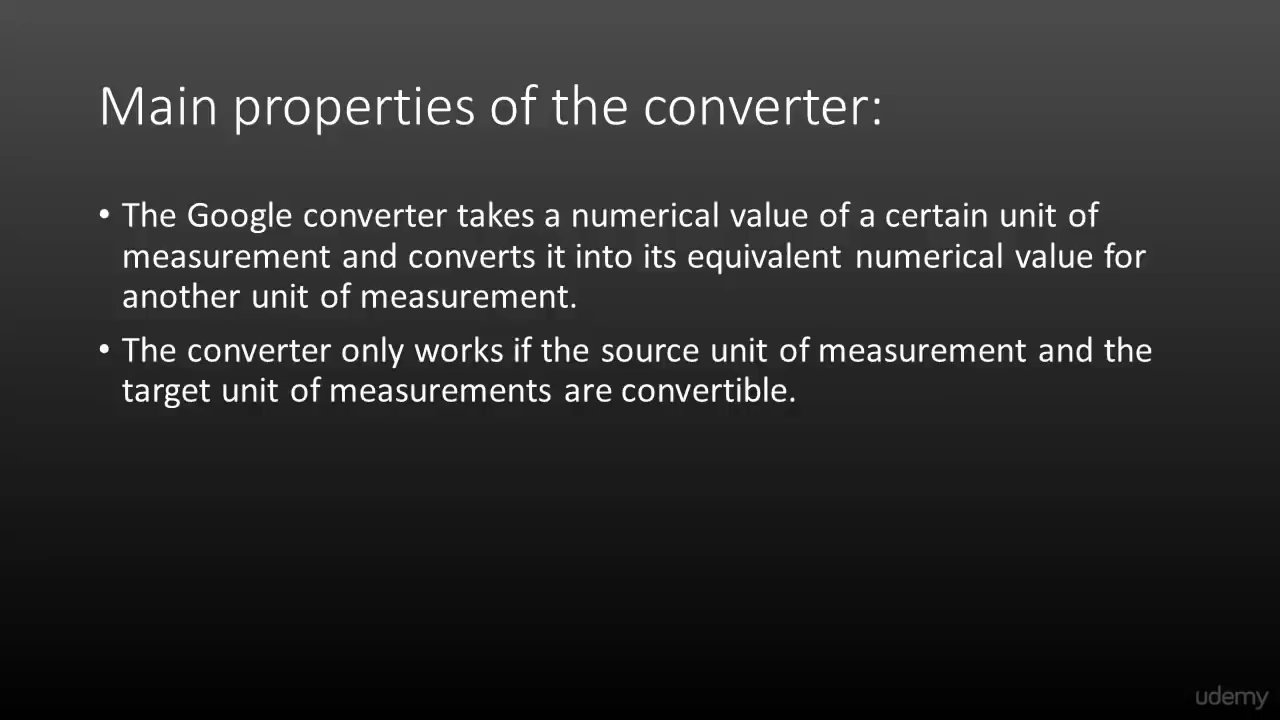 Main properties of the converter:
• The Google converter takes a numerical value of a certain unit of
measurement and converts it into its equivalent numerical value for
another unit of measurement.
• The converter only works if the source unit of measurement and the
target unit of measurements are convertible.
udemy